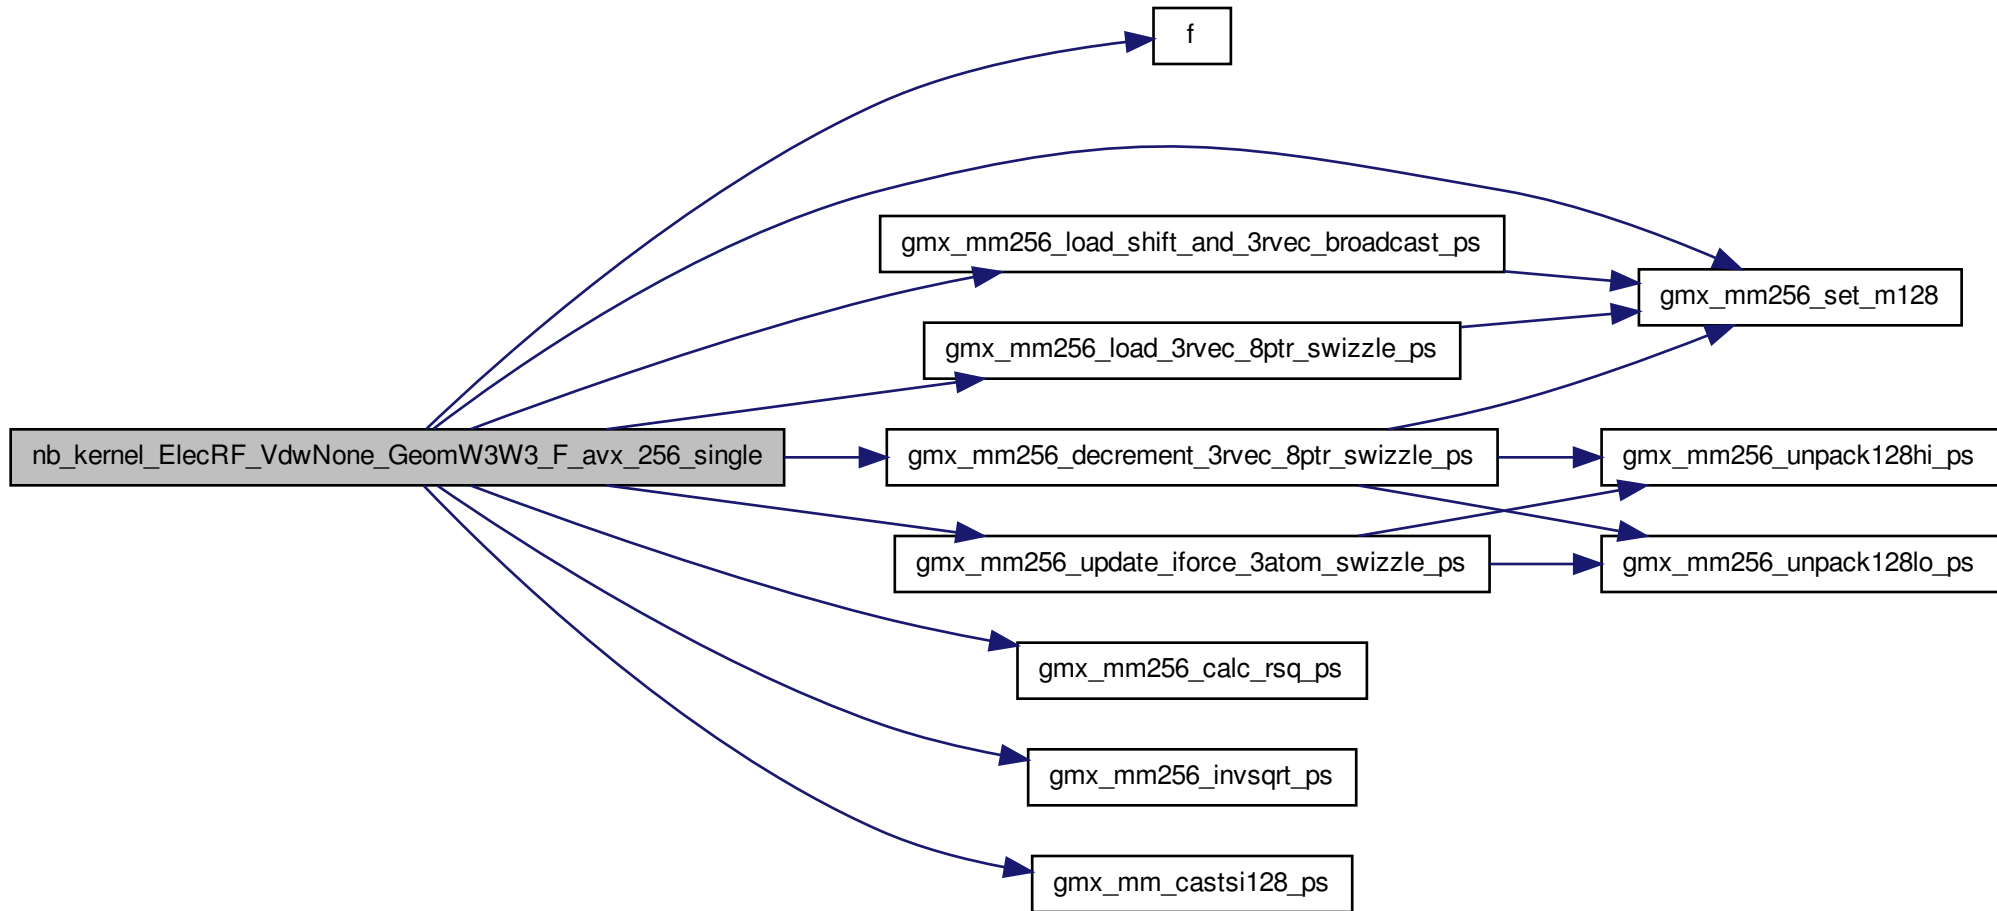 f
gmx_mm256_load_shift_and_3rvec_broadcast_ps
gmx_mm256_set_m128
gmx_mm256_load_3rvec_8ptr_swizzle_ps
nb_kernel_ElecRF_VdwNone_GeomW3W3_F_avx_256_single
gmx_mm256_decrement_3rvec_8ptr_swizzle_ps
gmx_mm256_unpack128hi_ps
gmx_mm256_update_iforce_3atom_swizzle_ps
gmx_mm256_unpack128lo_ps
gmx_mm256_calc_rsq_ps
gmx_mm256_invsqrt_ps
gmx_mm_castsi128_ps